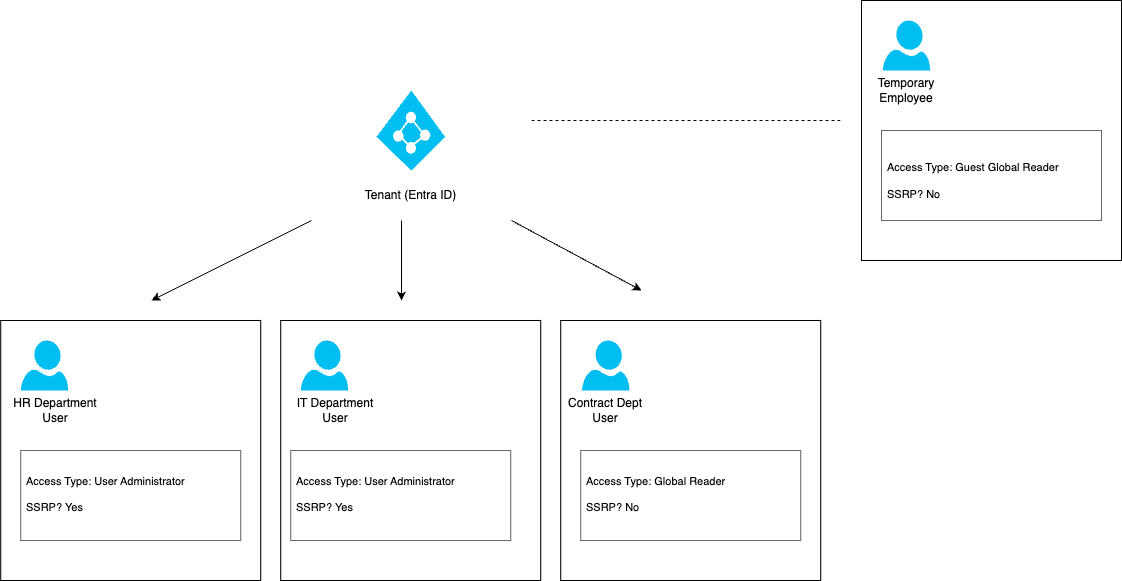 Temporary
Employee
Access Type: Guest Global Reader
SSRP? No
Tenant (Entra ID)
HR Department
User
Access Type: User Administrator
SSRP? Yes
IT Department
User
Access Type: User Administrator
SSRP? Yes
Contract Dept
User
Access Type: Global Reader
SSRP? No